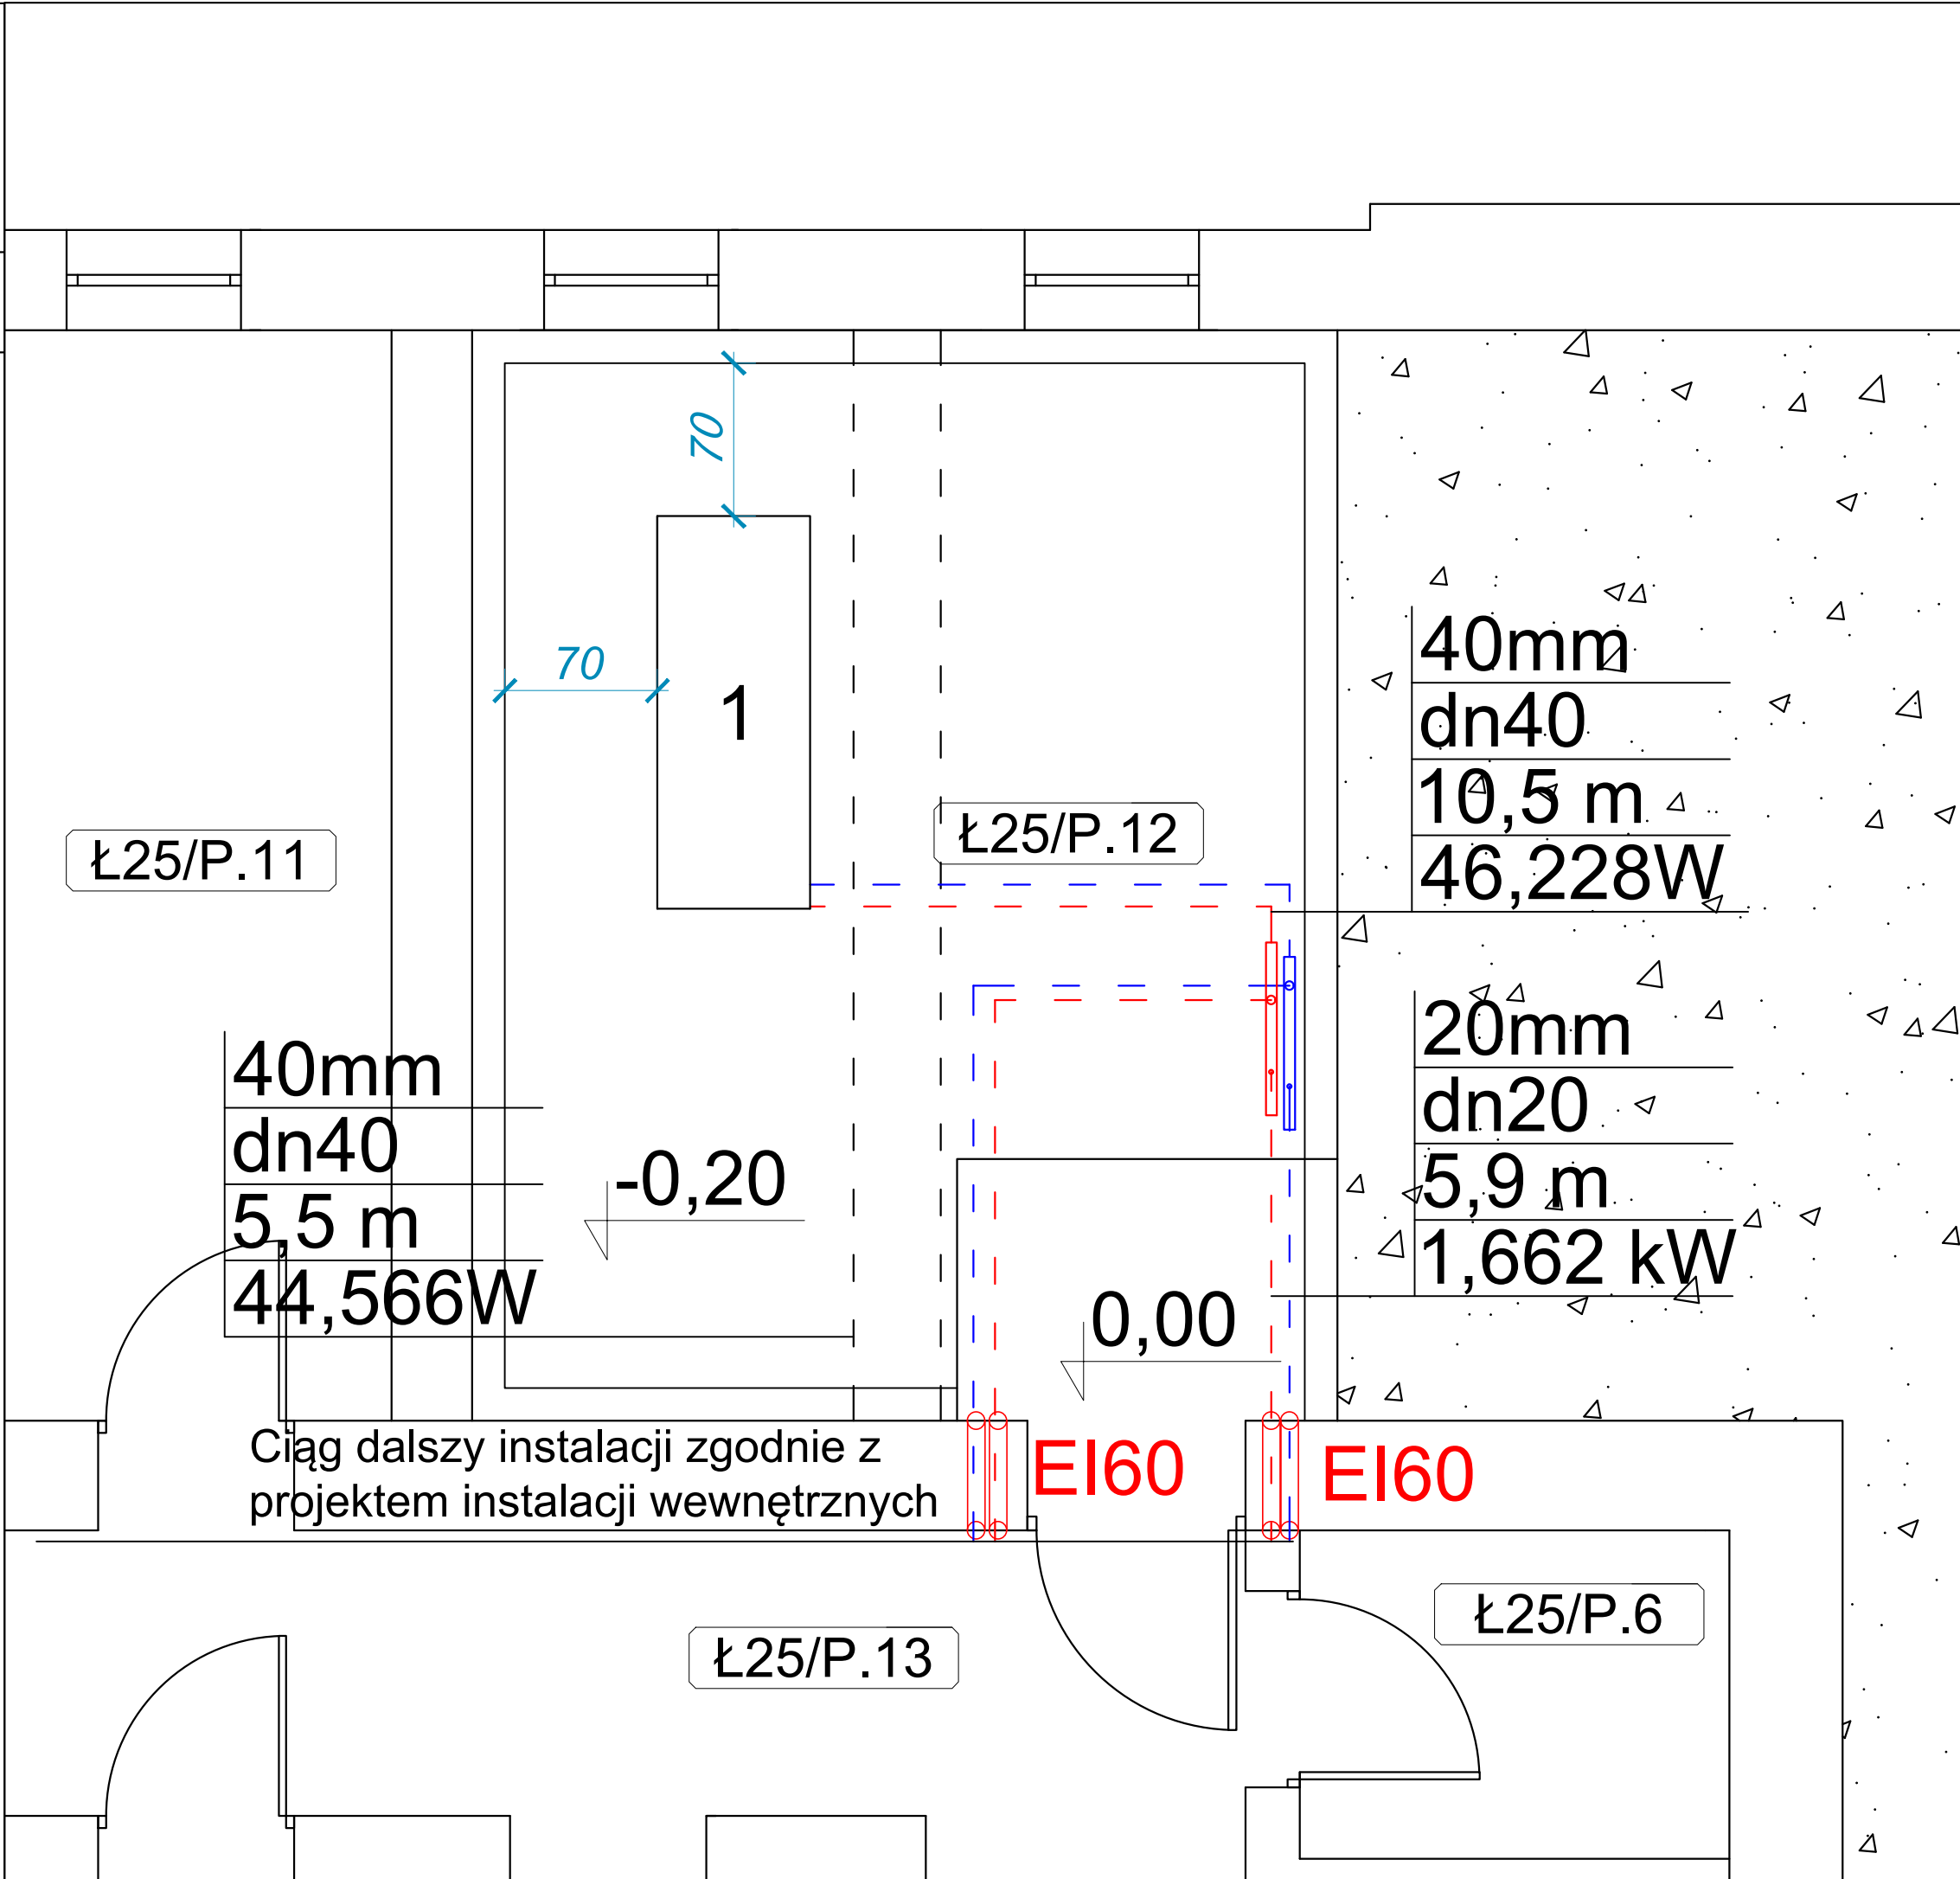 70
70
1
40mm
dn40
10,5 m
46,228W
Ł25/P.11
Ł25/P.12
20mm
dn20
5,9 m
1,662 kW
40mm
dn40
5,5 m
44,566W
-0,20
0,00
Ciąg dalszy instalacji zgodnie z
projektem instalacji wewnętrznych
EI60
EI60
Ł25/P.6
Ł25/P.13